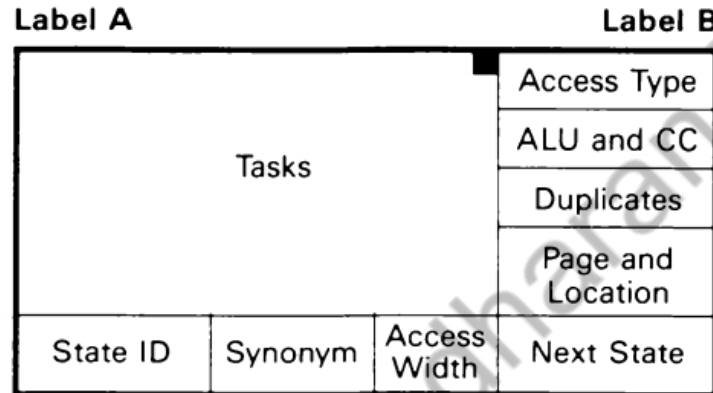 Label A Label B
Access Type
ALU and CC
Tasks
Duplicates
Page and
Location
State ID Synonym Access Width Next State